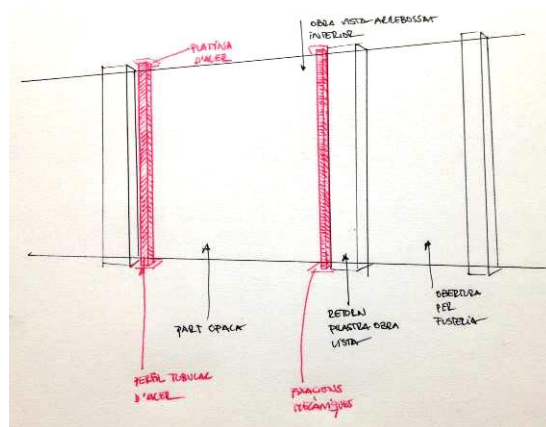 PLATINA
D'ACER
OBRA VISTA ARREBOSSAT
INTERIOR
PART OPACA
RETORN
PILASTRA OBRA
VISTA
OBERTURA
PER
FUSTERIA
PERFIL TUBULAR
D'ACER
FIXACIONS
MECÀNIQUES